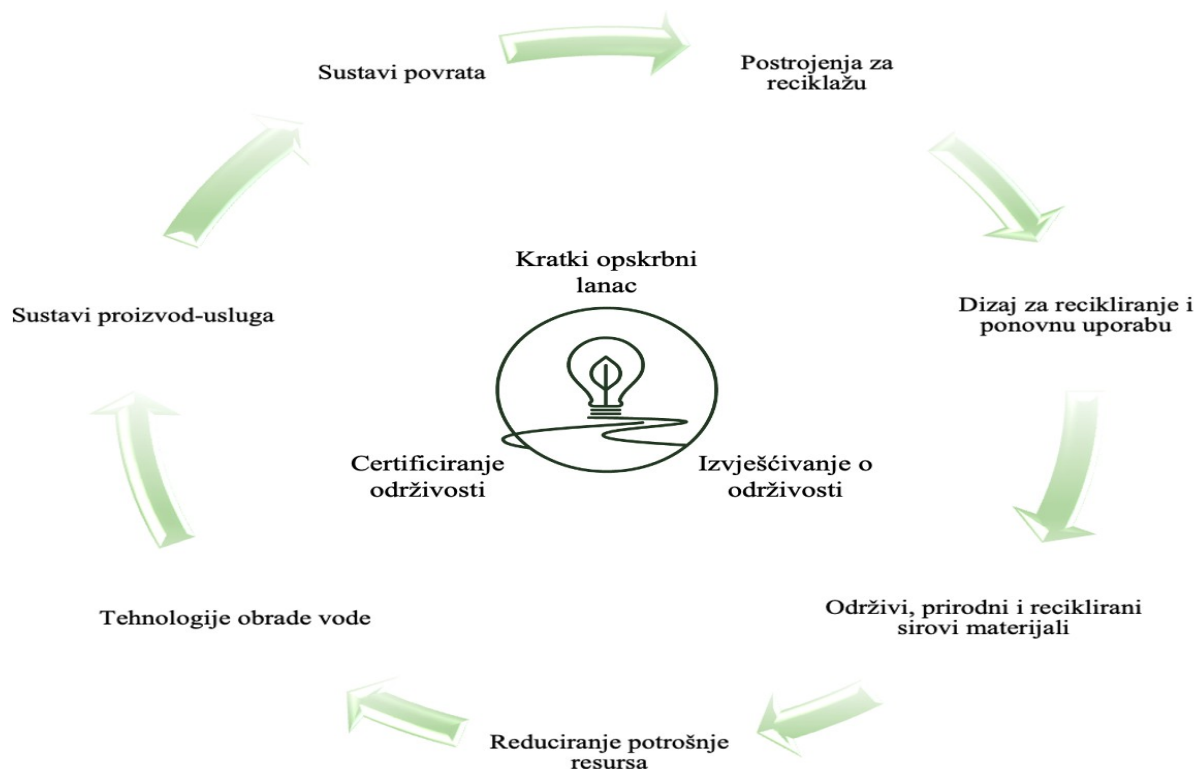 Sustavi povrata
Postrojenja za
reciklažu
Kratki opskrbni
lanac
Sustavi proizvod-usluga
Dizaj za recikliranje i
ponovnu uporabu
Certificiranje
održivosti
Izvješćivanje o
održivosti
Tehnologije obrade vode
Održivi, prirodni i reciklirani
sirovi materijali
Reduciranje potrošnje
resursa